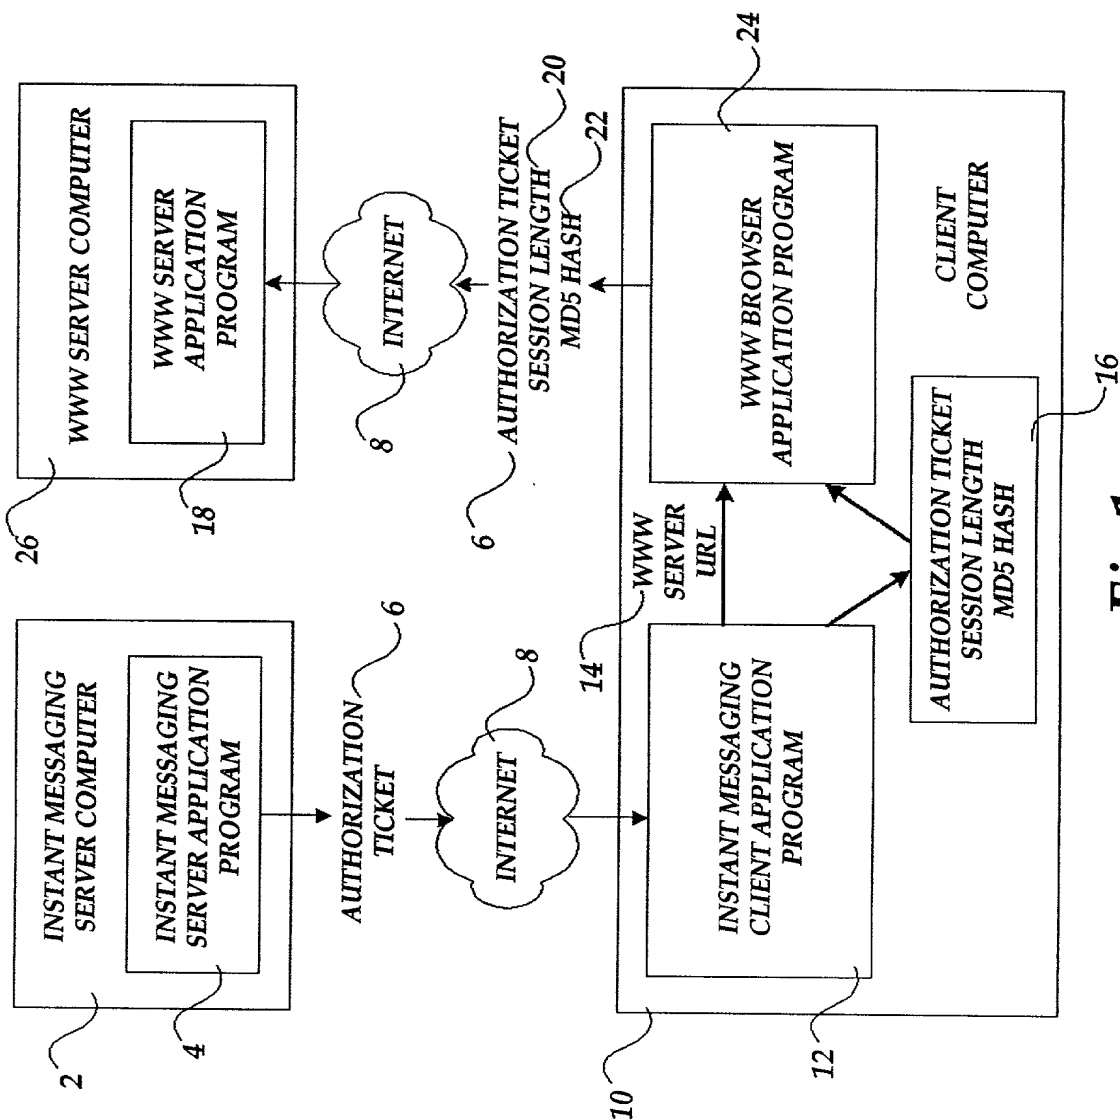 INSTANT MESSAGING
SERVER COMPUTER
INSTANT MESSAGING
SERVER APPLICATION
PROGRAM
2
4
AUTHORIZATION
TICKET
6
INTERNET
8
WWW SERVER COMPUTER
WWW SERVER
APPLICATION
PROGRAM
26
18
INTERNET
8
AUTHORIZATION TICKET
SESSION LENGTH
MD5 HASH
6
20
22
14
WWW
SERVER
URL
INSTANT MESSAGING
CLIENT APPLICATION
PROGRAM
10
12
WWW BROWSER
APPLICATION PROGRAM
24
CLIENT
COMPUTER
AUTHORIZATION TICKET
SESSION LENGTH
MD5 HASH
16